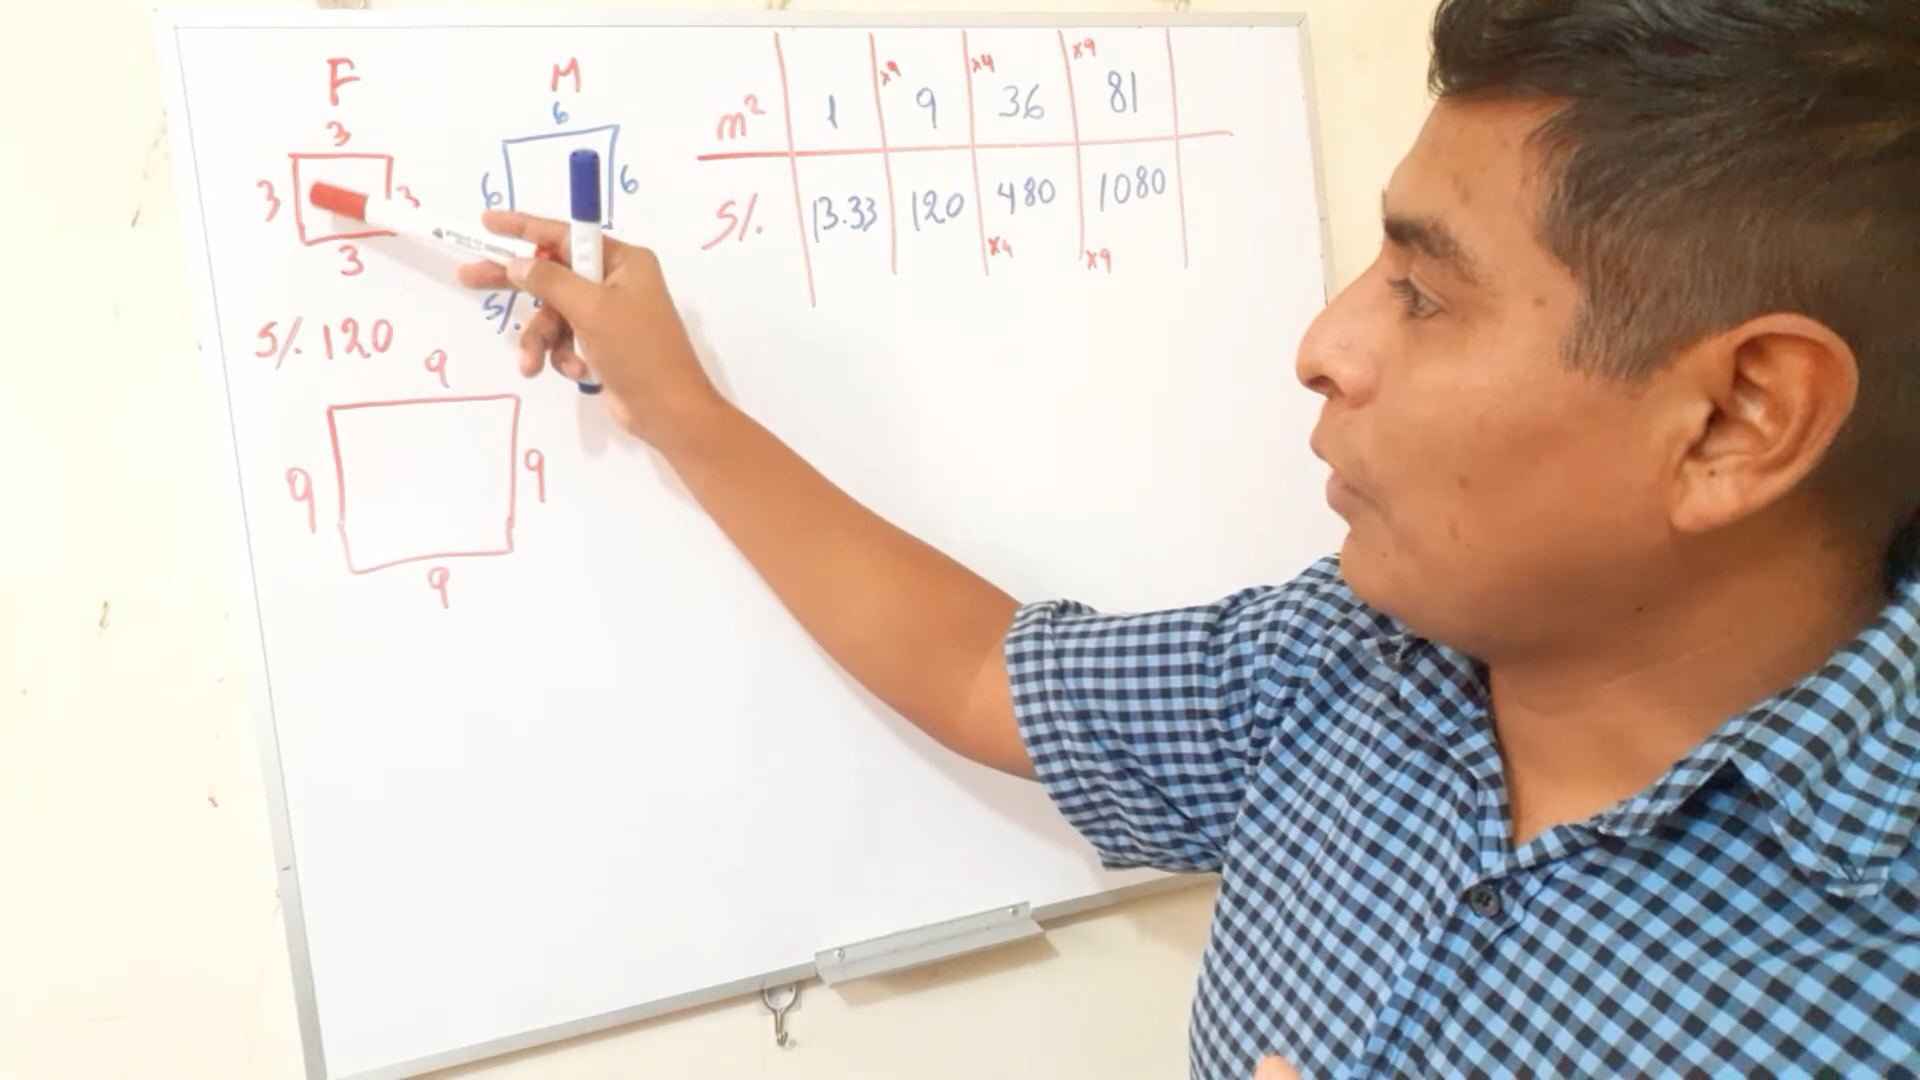 F
3
3 3
3
S/. 120
M
6
6 6
S/.
9
9 9
9
m² 1 x9 9 x4 36 x9 81
S/. 13.33 120 480 1080
x4 x9